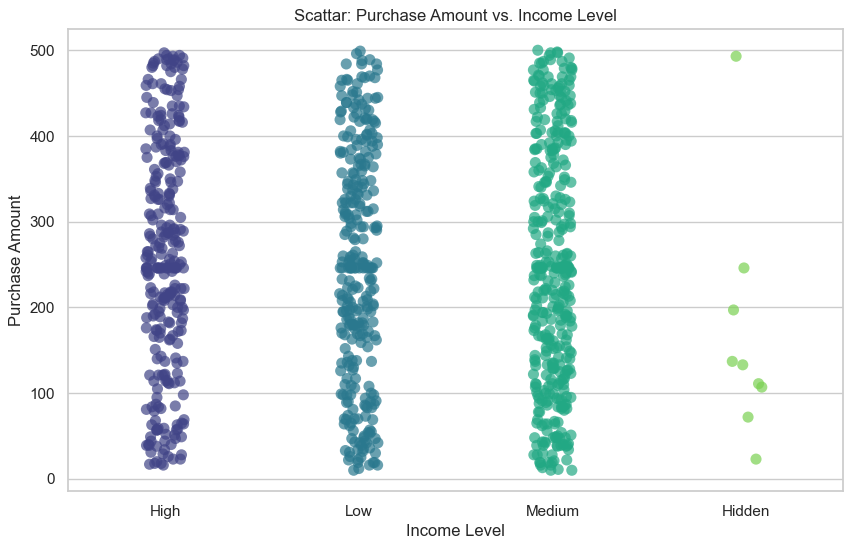 Scattar: Purchase Amount vs. Income Level
Purchase Amount
500
400
300
200
100
0
High Low Medium Hidden
Income Level